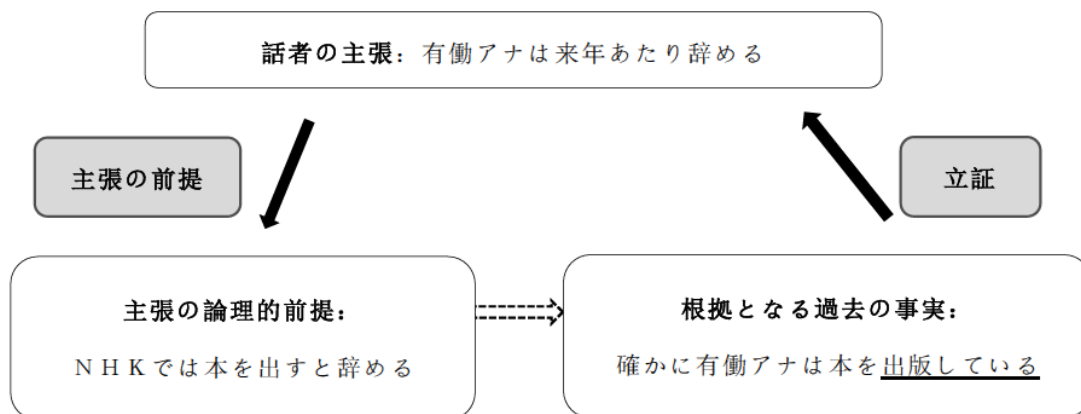 話者の主張：有働アナは来年あたり辞める
主張の前提
立証
主張の論理的前提：
ＮＨＫでは本を出すと辞める
根拠となる過去の事実：
確かに有働アナは本を出版している